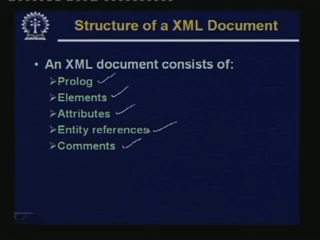 Structure of a XML Document
• An XML document consists of:
➢Prolog
➢Elements
➢Attributes
➢Entity references
➢Comments